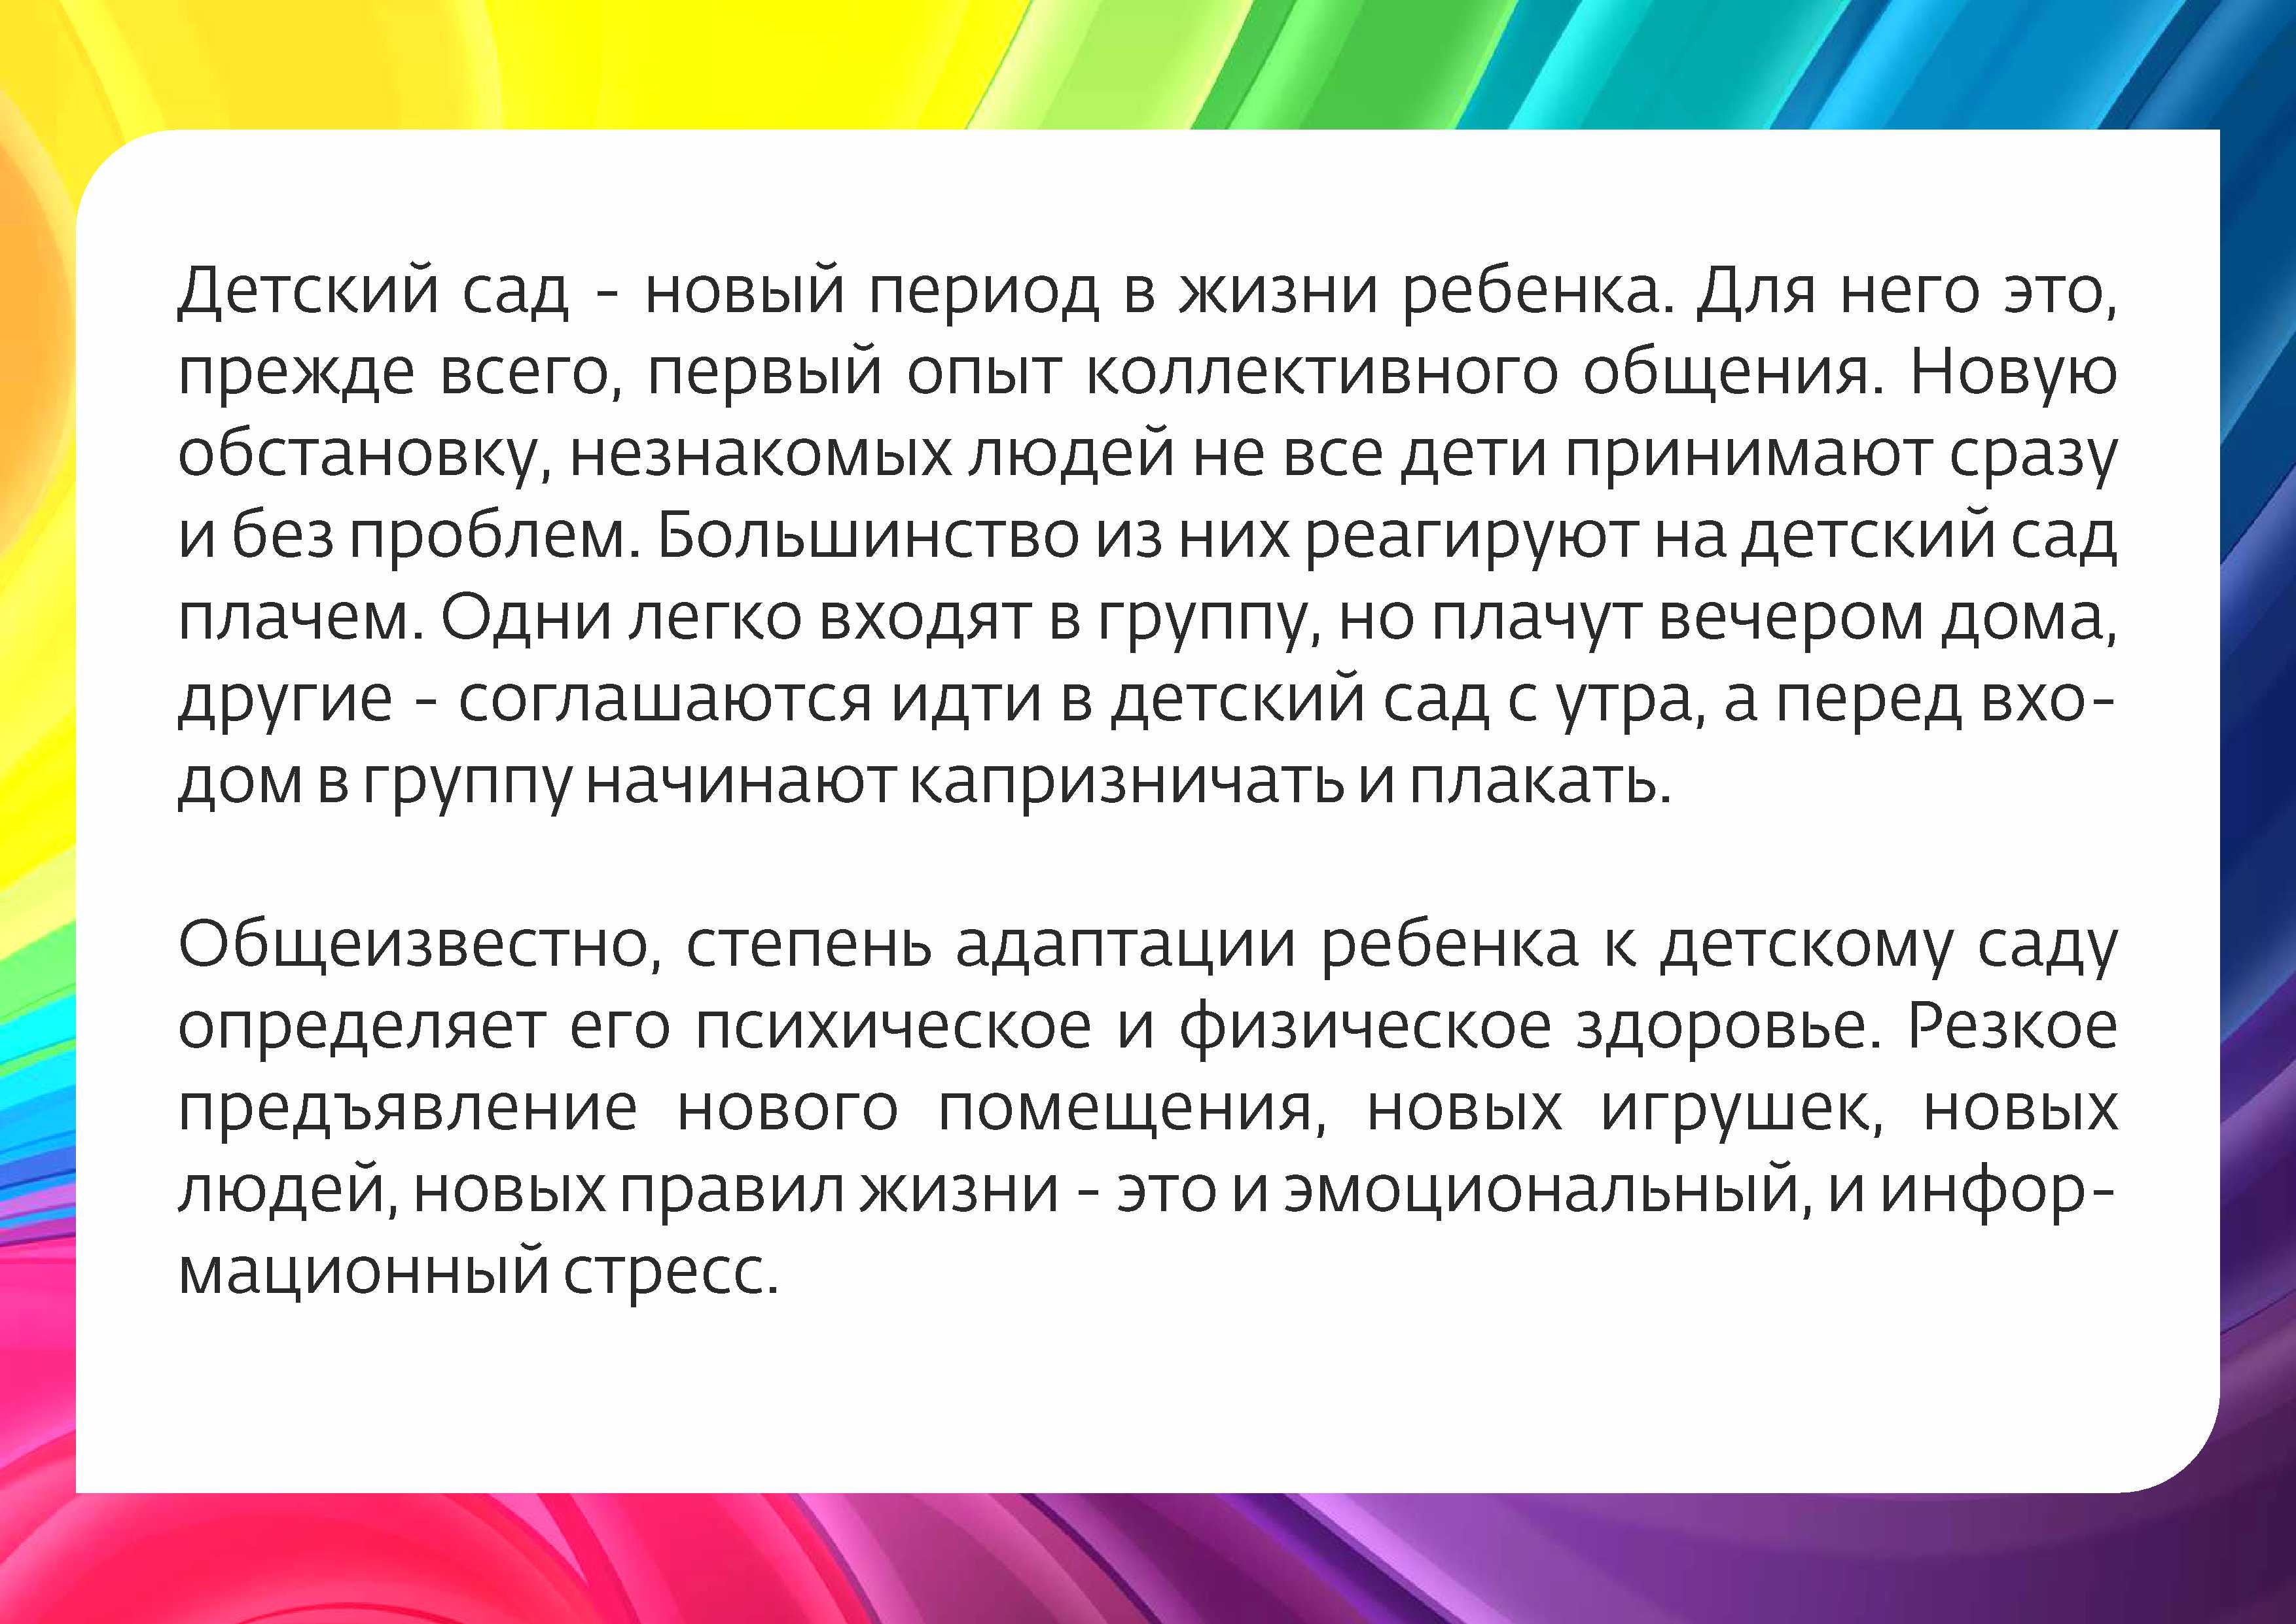 Детский сад - новый период в жизни ребенка. Для него это,
прежде всего, первый опыт коллективного общения. Новую
обстановку, незнакомых людей не все дети принимают сразу
и без проблем. Большинство из них реагируют на детский сад
плачем. Одни легко входят в группу, но плачут вечером дома,
другие - соглашаются идти в детский сад с утра, а перед вхо-
дом в группу начинают капризничать и плакать.
Общеизвестно, степень адаптации ребенка к детскому саду
определяет его психическое и физическое здоровье. Резкое
предъявление нового помещения, новых игрушек, новых
людей, новых правил жизни - это и эмоциональный, и инфор-
мационный стресс.